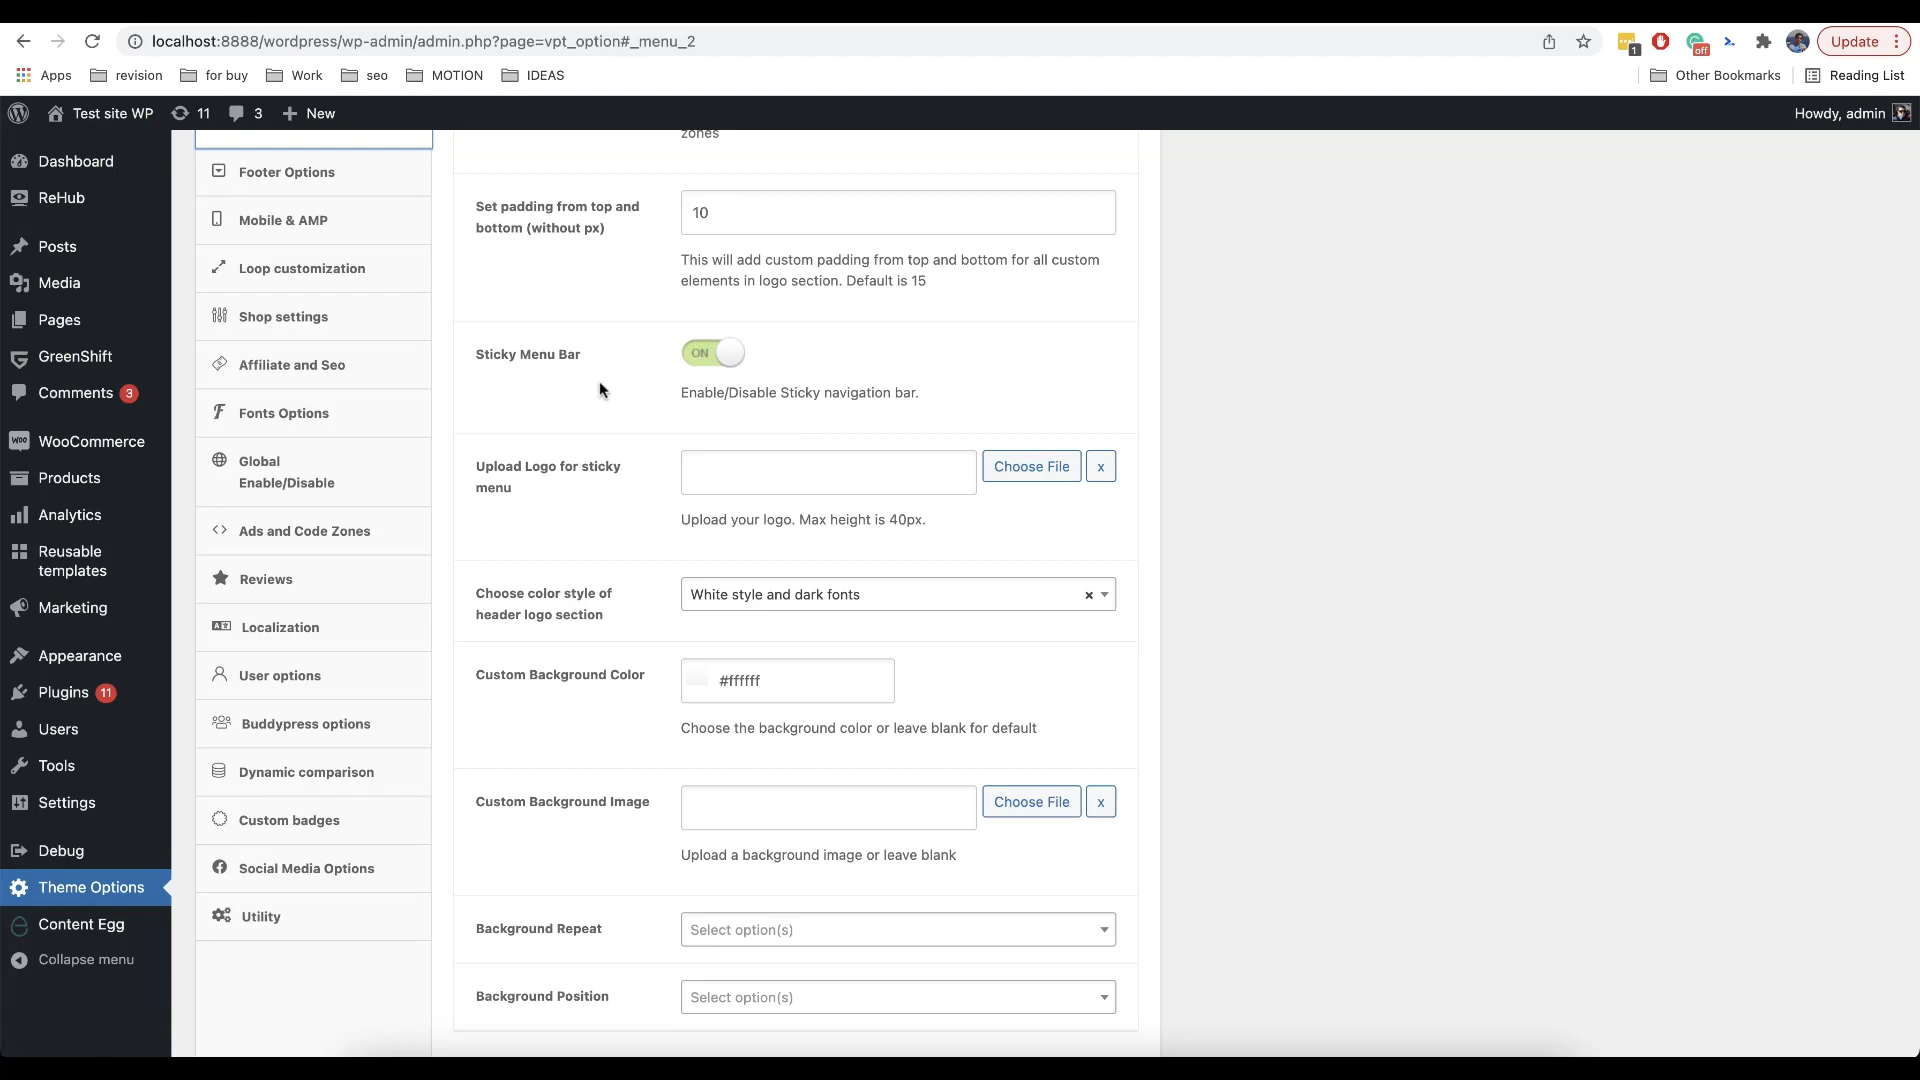 localhost:8888/wordpress/wp-admin/admin.php?page=vpt_option#_menu_2
1
off
Update
Apps
revision
for buy
Work
seo
MOTION
IDEAS
Other Bookmarks
Reading List
Test site WP
11
3
New
Howdy, admin
Dashboard
ReHub
Posts
Media
Pages
GreenShift
Comments 3
WooCommerce
Products
Analytics
Reusable
templates
Marketing
Appearance
Plugins 11
Users
Tools
Settings
Debug
Theme Options
Content Egg
Collapse menu
Footer Options
Mobile & AMP
Loop customization
Shop settings
Affiliate and Seo
Fonts Options
Global
Enable/Disable
Ads and Code Zones
Reviews
Localization
User options
Buddypress options
Dynamic comparison
Custom badges
Social Media Options
Utility
zones
Set padding from top and
bottom (without px)
10
This will add custom padding from top and bottom for all custom
elements in logo section. Default is 15
Sticky Menu Bar
ON
Enable/Disable Sticky navigation bar.
Upload Logo for sticky
menu
Choose File
x
Upload your logo. Max height is 40px.
Choose color style of
header logo section
White style and dark fonts
Custom Background Color
#ffffff
Choose the background color or leave blank for default
Custom Background Image
Choose File
x
Upload a background image or leave blank
Background Repeat
Select option(s)
Background Position
Select option(s)